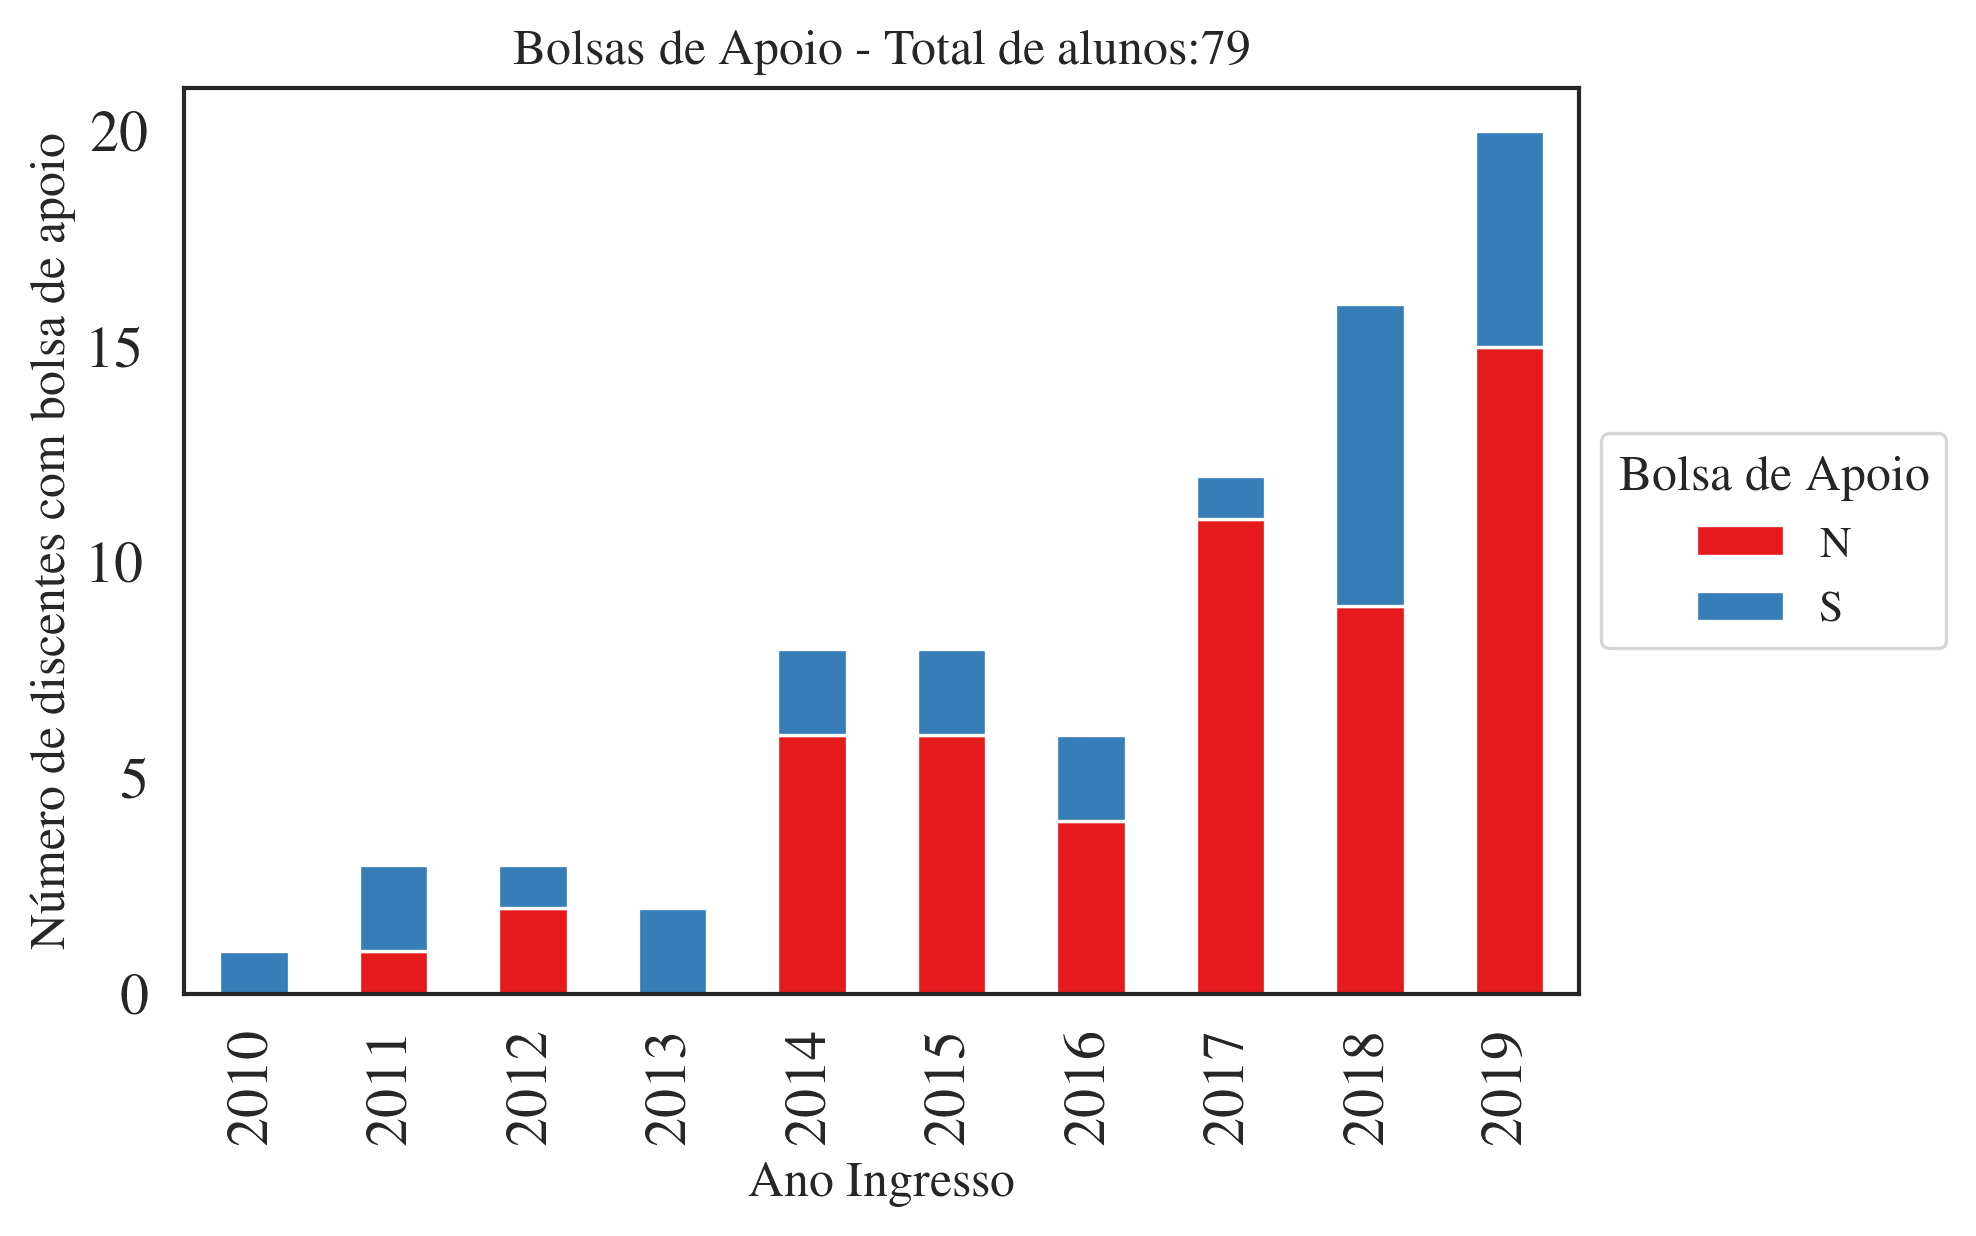 Bolsas de Apoio - Total de alunos:79
Número de discentes com bolsa de apoio
20
15
10
5
0
2010
2011
2012
2013
2014
2015
2016
2017
2018
2019
Ano Ingresso
Bolsa de Apoio
N
S